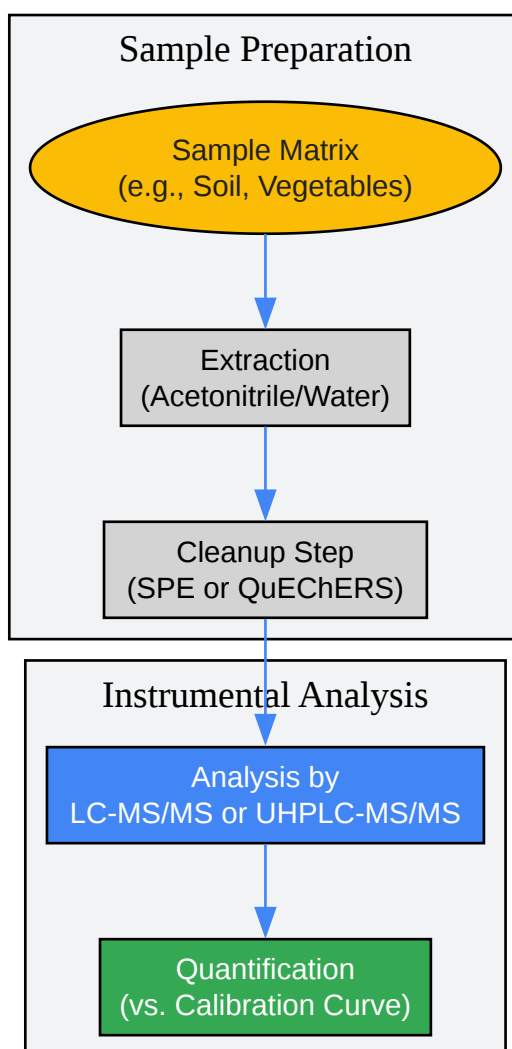 Sample Preparation
Sample Matrix
(e.g., Soil, Vegetables)
Extraction
(Acetonitrile/Water)
Cleanup Step
(SPE or QuEChERS)
Instrumental Analysis
Analysis by
LC-MS/MS or UHPLC-MS/MS
Quantification
(vs. Calibration Curve)